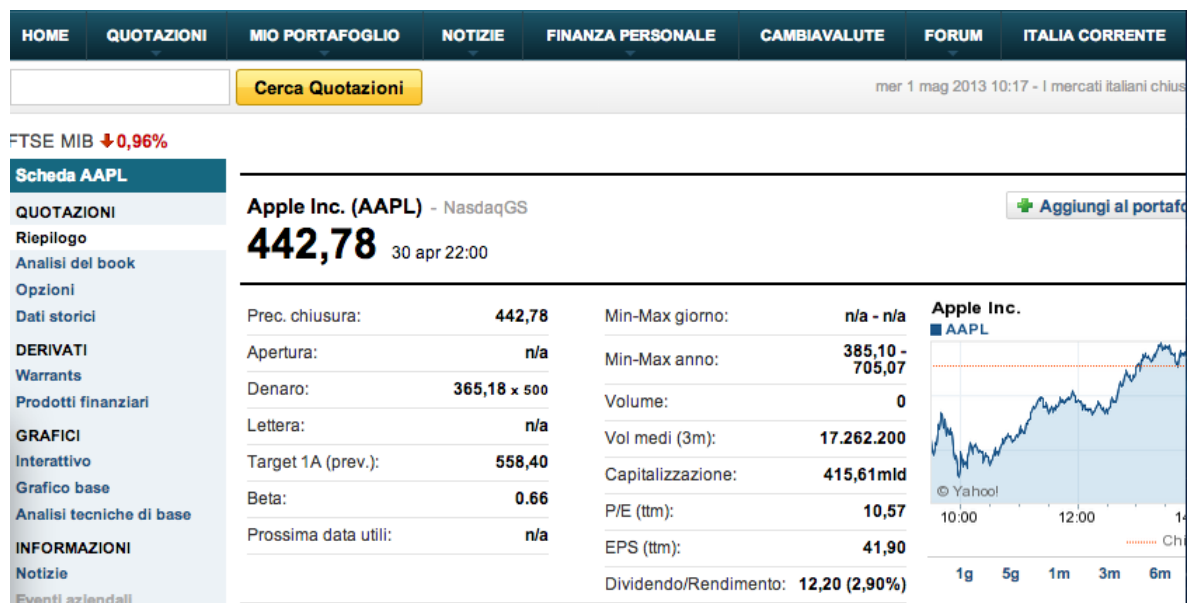 HOME QUOTAZIONI MIO PORTAFOGLIO NOTIZIE FINANZA PERSONALE CAMBIAVALUTE FORUM ITALIA CORRENTE
Cerca Quotazioni
mer 1 mag 2013 10:17 - I mercati italiani chius
FTSE MIB 0,96%
Scheda AAPL
QUOTAZIONI
Riepilogo
Analisi del book
Opzioni
Dati storici
DERIVATI
Warrants
Prodotti finanziari
GRAFICI
Interattivo
Grafico base
Analisi tecniche di base
INFORMAZIONI
Notizie
Eventi aziendali
Apple Inc. (AAPL) - NasdaqGS
442,78 30 apr 22:00
Aggiungi al portafo
Prec. chiusura: 442,78
Apertura: n/a
Denaro: 365,18 x 500
Lettera: n/a
Target 1A (prev.): 558,40
Beta: 0.66
Prossima data utili: n/a
Min-Max giorno: n/a - n/a
Min-Max anno: 385,10 -
705,07
Volume: 0
Vol medi (3m): 17.262.200
Capitalizzazione: 415,61mld
P/E (ttm): 10,57
EPS (ttm): 41,90
Dividendo/Rendimento: 12,20 (2,90%)
Apple Inc.
AAPL
© Yahoo!
10:00 12:00 14
Chi
1g 5g 1m 3m 6m